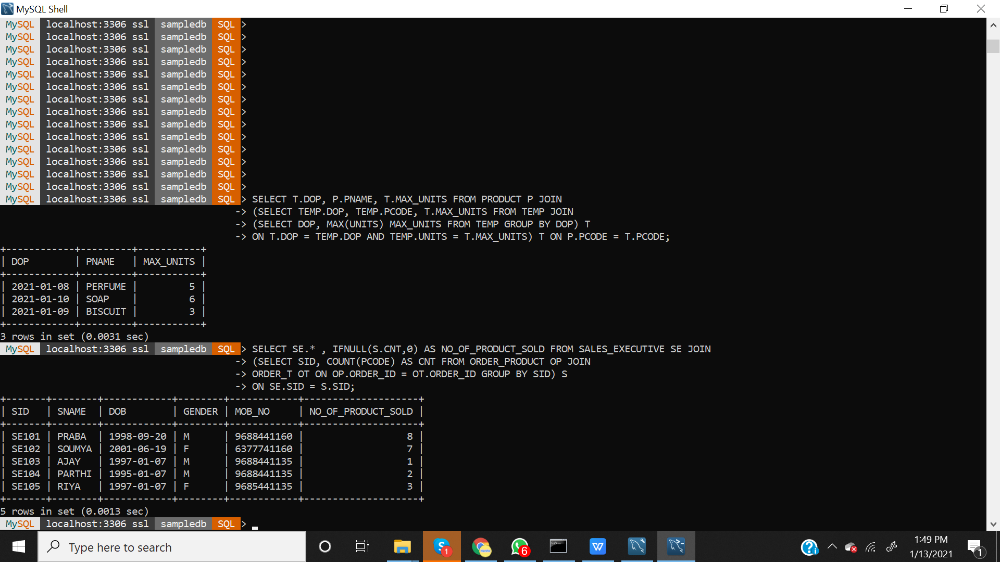 MySQL Shell
MySQL localhost:3306 ssl sampledb SQL >
MySQL localhost:3306 ssl sampledb SQL >
MySQL localhost:3306 ssl sampledb SQL >
MySQL localhost:3306 ssl sampledb SQL >
MySQL localhost:3306 ssl sampledb SQL >
MySQL localhost:3306 ssl sampledb SQL >
MySQL localhost:3306 ssl sampledb SQL >
MySQL localhost:3306 ssl sampledb SQL >
MySQL localhost:3306 ssl sampledb SQL >
MySQL localhost:3306 ssl sampledb SQL >
MySQL localhost:3306 ssl sampledb SQL >
MySQL localhost:3306 ssl sampledb SQL >
MySQL localhost:3306 ssl sampledb SQL >
MySQL localhost:3306 ssl sampledb SQL >
MySQL localhost:3306 ssl sampledb SQL > SELECT T.DOP, P.PNAME, T.MAX_UNITS FROM PRODUCT P JOIN
-> (SELECT TEMP.DOP, TEMP.PCODE, T.MAX_UNITS FROM TEMP JOIN
-> (SELECT DOP, MAX(UNITS) MAX_UNITS FROM TEMP GROUP BY DOP) T
-> ON T.DOP = TEMP.DOP AND TEMP.UNITS = T.MAX_UNITS) T ON P.PCODE = T.PCODE;
+------------+---------+-----------+
| DOP        | PNAME   | MAX_UNITS |
+------------+---------+-----------+
| 2021-01-08 | PERFUME |         5 |
| 2021-01-10 | SOAP    |         6 |
| 2021-01-09 | BISCUIT |         3 |
+------------+---------+-----------+
3 rows in set (0.0031 sec)
MySQL localhost:3306 ssl sampledb SQL > SELECT SE.* , IFNULL(S.CNT,0) AS NO_OF_PRODUCT_SOLD FROM SALES_EXECUTIVE SE JOIN
-> (SELECT SID, COUNT(PCODE) AS CNT FROM ORDER_PRODUCT OP JOIN
-> ORDER_T OT ON OP.ORDER_ID = OT.ORDER_ID GROUP BY SID) S
-> ON SE.SID = S.SID;
+-------+--------+------------+--------+------------+--------------------+
| SID   | SNAME  | DOB        | GENDER | MOB_NO     | NO_OF_PRODUCT_SOLD |
+-------+--------+------------+--------+------------+--------------------+
| SE101 | PRABA  | 1998-09-20 | M      | 9688441160 |                  8 |
| SE102 | SOUMYA | 2001-06-19 | F      | 6377741160 |                  7 |
| SE103 | AJAY   | 1997-01-07 | M      | 9688441135 |                  1 |
| SE104 | PARTHI | 1995-01-07 | M      | 9688441135 |                  2 |
| SE105 | RIYA   | 1997-01-07 | F      | 9685441135 |                  3 |
+-------+--------+------------+--------+------------+--------------------+
5 rows in set (0.0013 sec)
MySQL localhost:3306 ssl sampledb SQL >
Type here to search
S 1
6
W
1:49 PM
1/13/2021
1